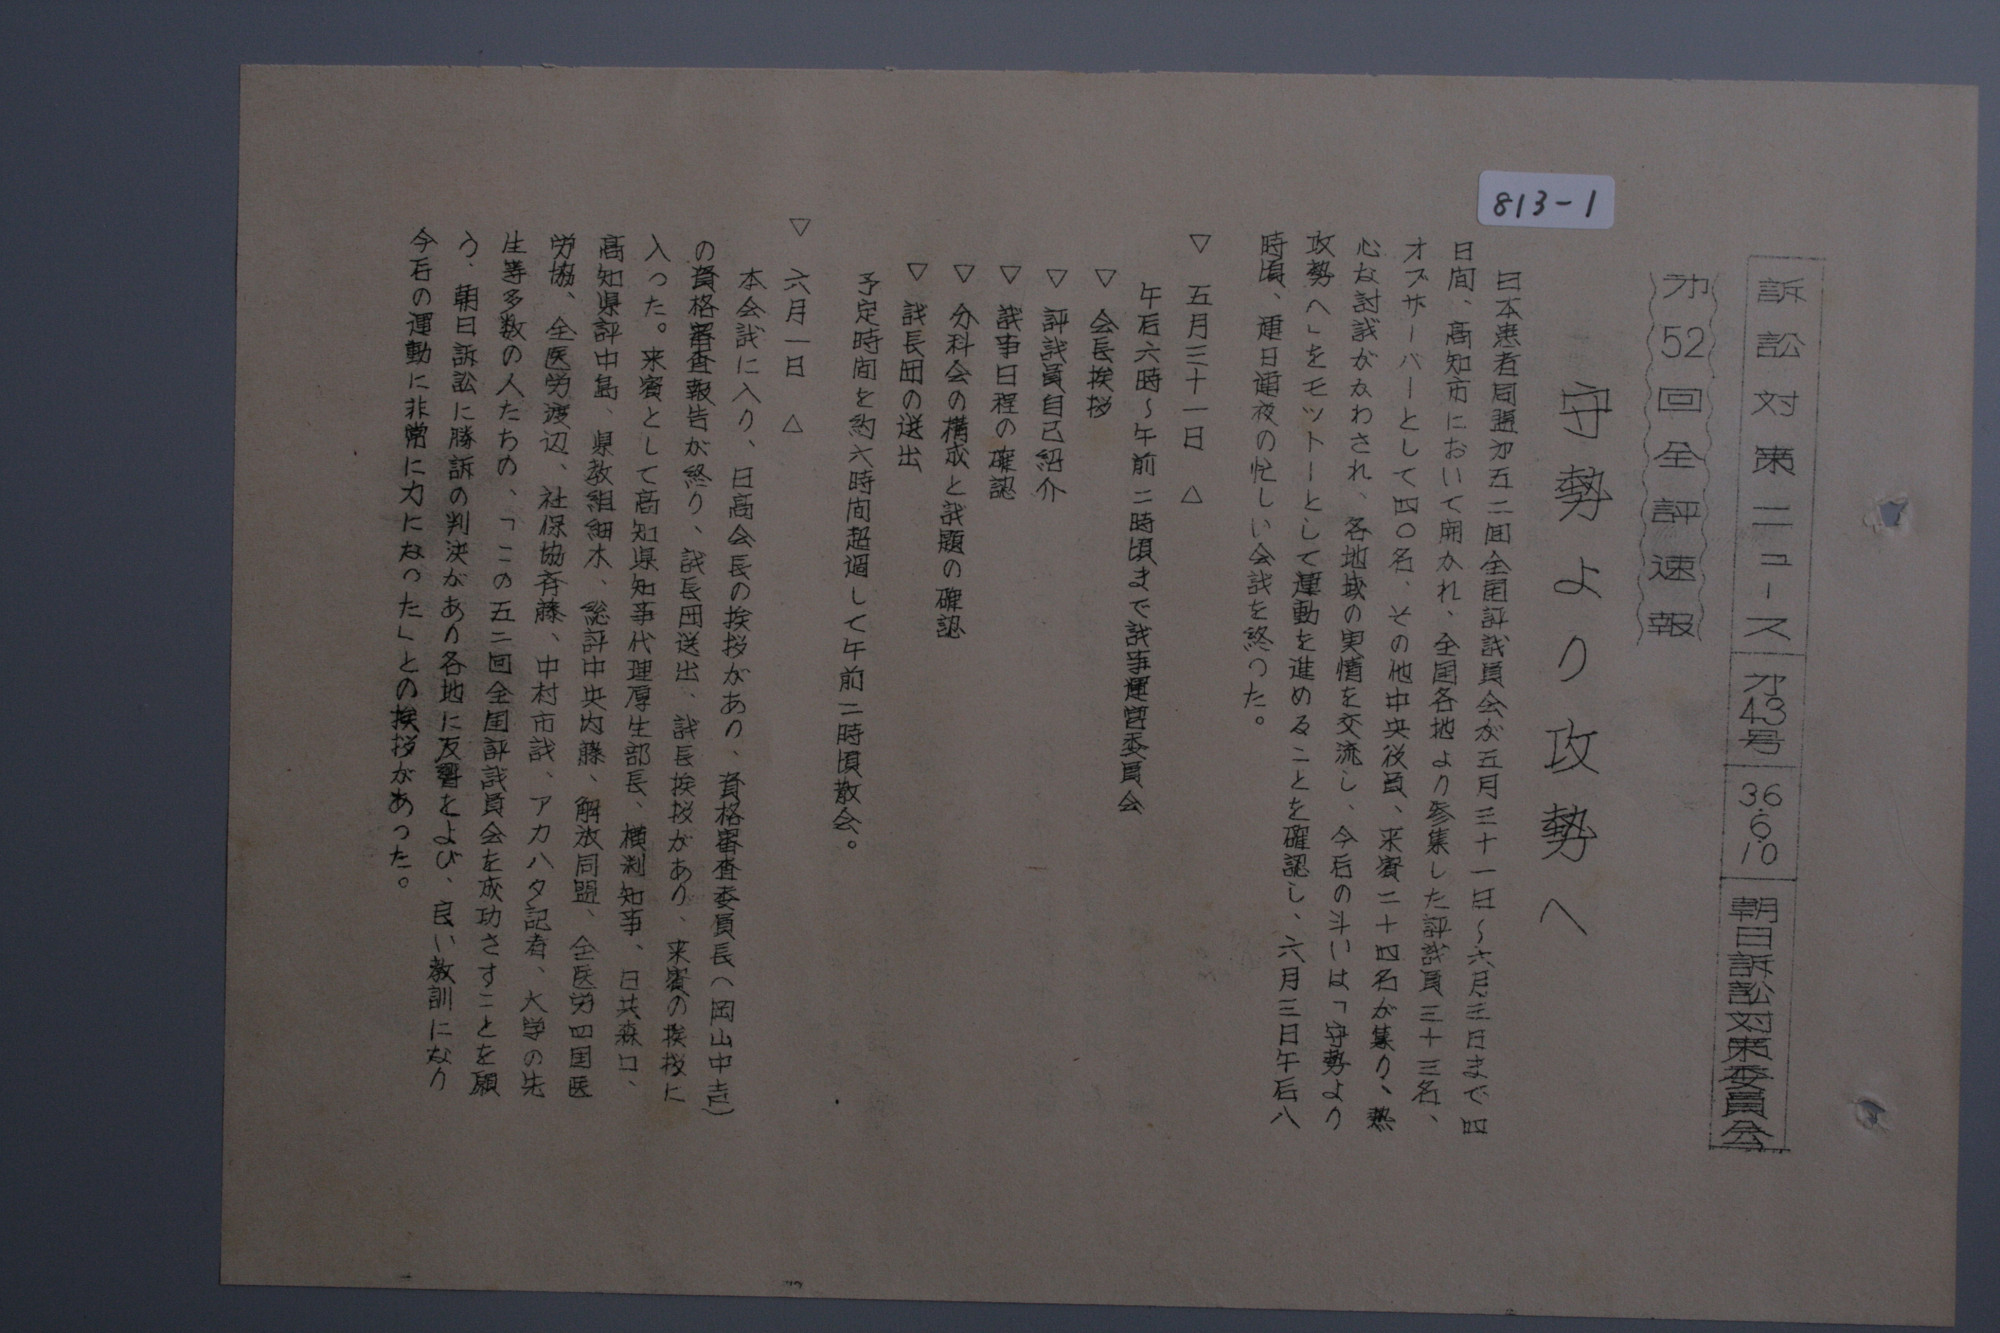 813-1
訴訟対策ニュース 才43号 36.6.10 朝日訴訟対策委員会
才52回全評速報
守勢より攻勢へ
日本患者同盟才五二回全国評議員会が五月三十一日～六月三日まで四
日間、高知市において開かれ、全国各地より参集した評議員三十三名、
オブザーバーとして四〇名、その他中央役員、来賓二十四名が集り、熱
心な討議がかわされ、各地域の実情を交流し、今后の斗いは「守勢より
攻勢へ」をモットーとして運動を進めることを確認し、六月三日午后八
時頃、連日連夜の忙しい会議を終った。
▽ 五月三十一日 △
午后六時～午前二時頃まで議事運営委員会
▽ 会長挨拶
▽ 評議員自己紹介
▽ 議事日程の確認
▽ 分科会の構成と議題の確認
▽ 議長団の送出
予定時間を約六時間超過して午前二時頃散会。
▽ 六月一日 △
本会議に入り、日高会長の挨拶があり、資格審査委員長（岡山中吉）
の資格審査報告が終り、議長団送出、議長挨拶があり、来賓の挨拶に
入った。来賓として高知県知事代理厚生部長、横渕知事、日共森口、
高知県評中島、県教組細木、総評中央内藤、解放同盟、全医労四国医
労協、全医労渡辺、社保協斉藤、中村市議、アカハタ記者、大学の先
生等多数の人たちの、「この五二回全国評議員会を成功さすことを願
う、朝日訴訟に勝訴の判決があり各地に反響をよび、良い教訓になり
今后の運動に非常に力になった」との挨拶があった。